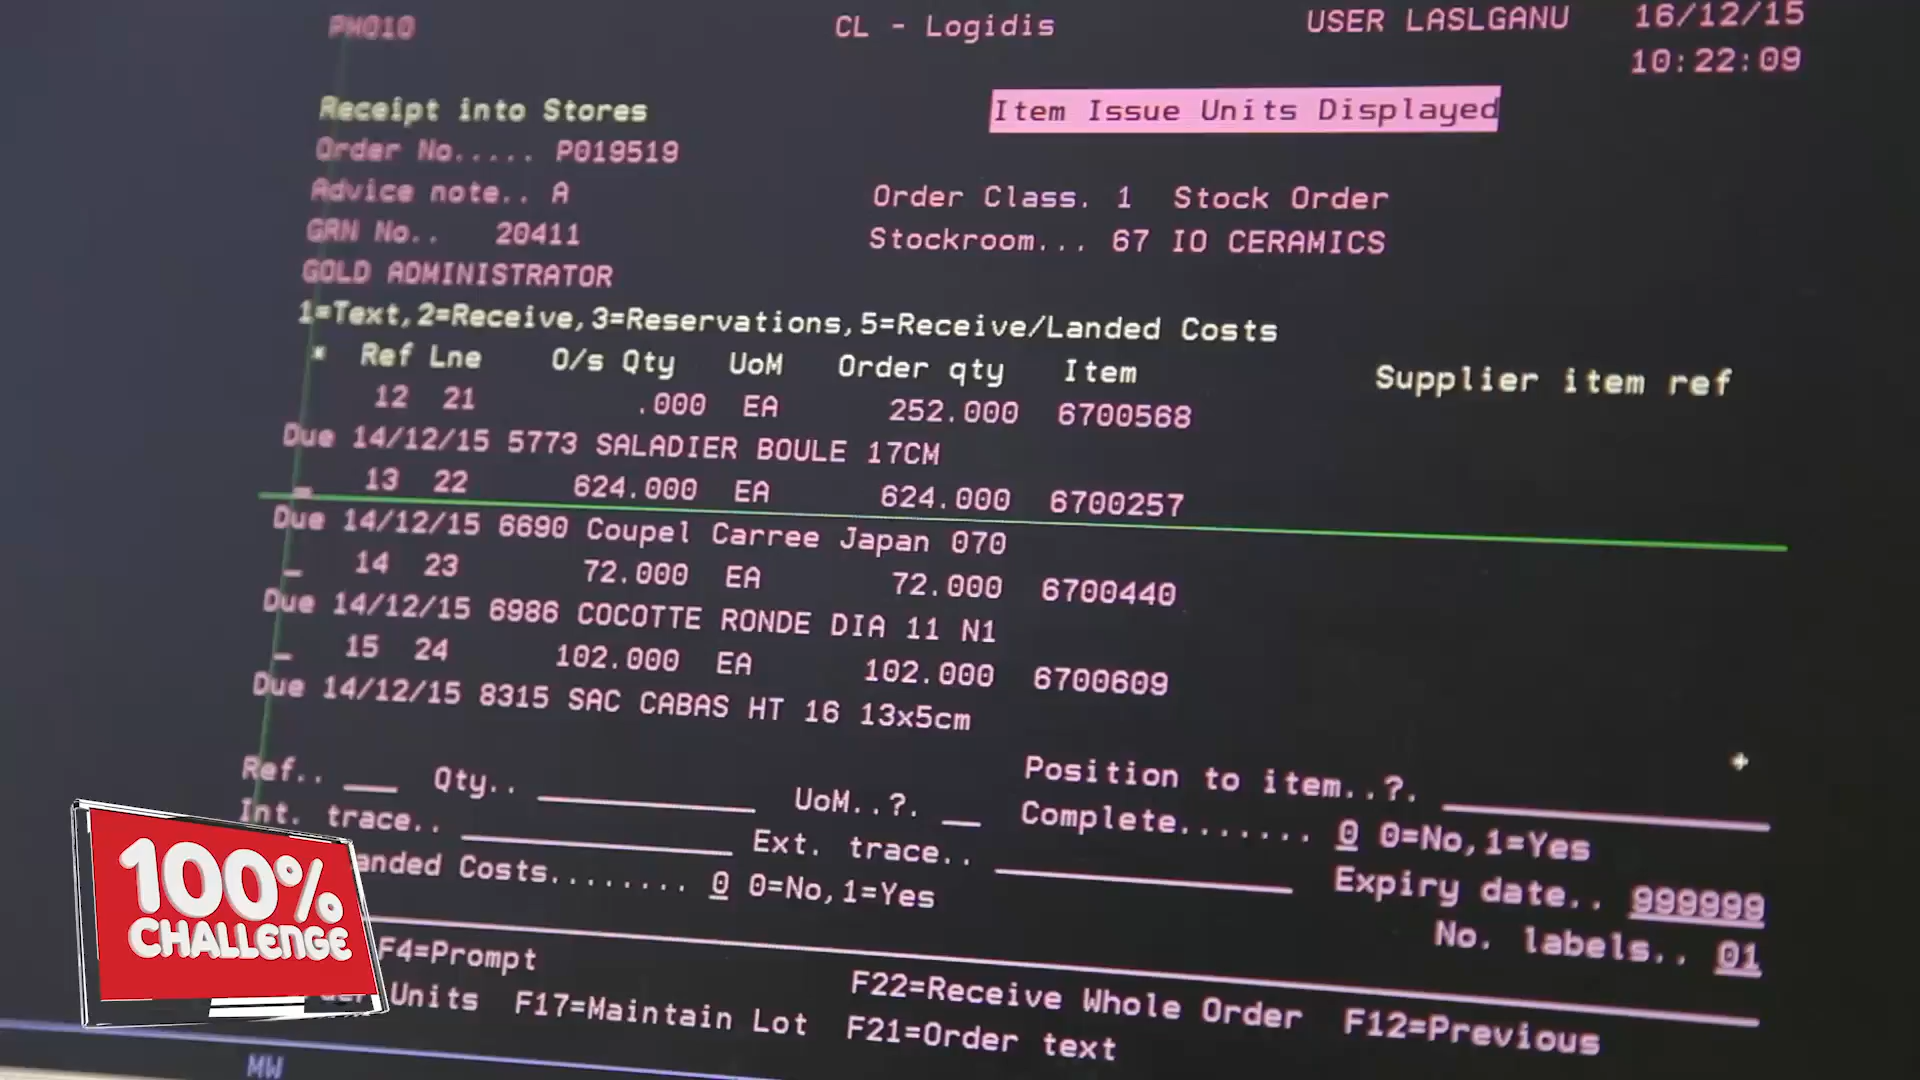 PM010 CL - Logidis USER LASLGANU 16/12/15
10:22:09
Receipt into Stores Item Issue Units Displayed
Order No..... P019519
Advice note.. A Order Class. 1 Stock Order
GRN No.. 20411 Stockroom... 67 IO CERAMICS
GOLD ADMINISTRATOR
1=Text,2=Receive,3=Reservations,5=Receive/Landed Costs
* Ref Lne O/s Qty UoM Order qty Item Supplier item ref
12 21 .000 EA 252.000 6700568
Due 14/12/15 5773 SALADIER BOULE 17CM
_ 13 22 624.000 EA 624.000 6700257
Due 14/12/15 6690 Coupel Carree Japan 070
_ 14 23 72.000 EA 72.000 6700440
Due 14/12/15 6986 COCOTTE RONDE DIA 11 N1
_ 15 24 102.000 EA 102.000 6700609
Due 14/12/15 8315 SAC CABAS HT 16 13x5cm
+
Ref.. ___ Qty.. ____________ UoM..?. __ Position to item..?. _______________
Int. trace.. _______________ Ext. trace.. _______________ Complete....... 0 0=No,1=Yes
anded Costs........ 0 0=No,1=Yes Expiry date.. 999999
No. labels.. 01
F4=Prompt F22=Receive Whole Order F12=Previous
Units F17=Maintain Lot F21=Order text
MW
100%
CHALLENGE